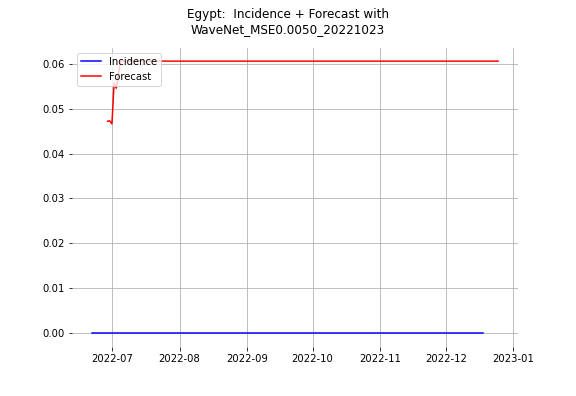 Egypt:  Incidence + Forecast with
WaveNet_MSE0.0050_20221023
Incidence
Forecast
0.06
0.05
0.04
0.03
0.02
0.01
0.00
2022-07 2022-08 2022-09 2022-10 2022-11 2022-12 2023-01